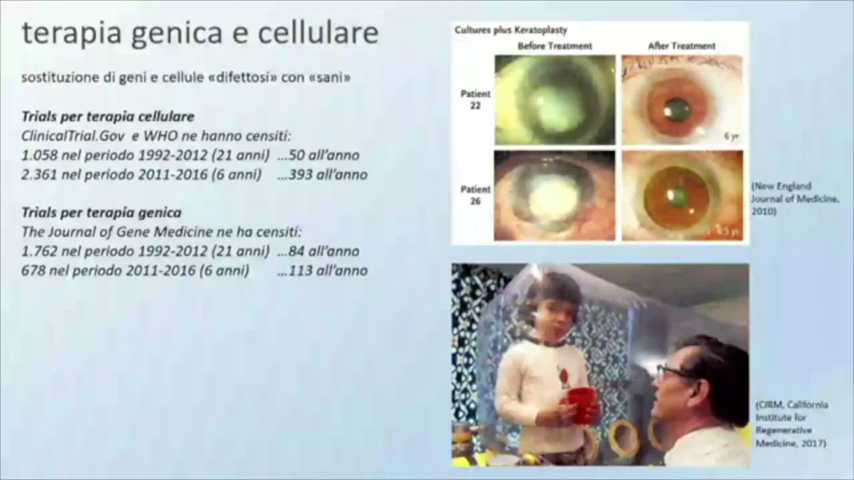 terapia genica e cellulare
sostituzione di geni e cellule «difettosi» con «sani»
Trials per terapia cellulare
ClinicalTrial.Gov e WHO ne hanno censiti:
1.058 nel periodo 1992-2012 (21 anni) ...50 all'anno
2.361 nel periodo 2011-2016 (6 anni) ...393 all'anno
Trials per terapia genica
The Journal of Gene Medicine ne ha censiti:
1.762 nel periodo 1992-2012 (21 anni) ...84 all'anno
678 nel periodo 2011-2016 (6 anni) ...113 all'anno
Cultures plus Keratoplasty
Before Treatment After Treatment
Patient
22
6 yr
Patient
26
(New England
Journal of Medicine,
2010)
(CIRM, California
Institute for
Regenerative
Medicine, 2017)